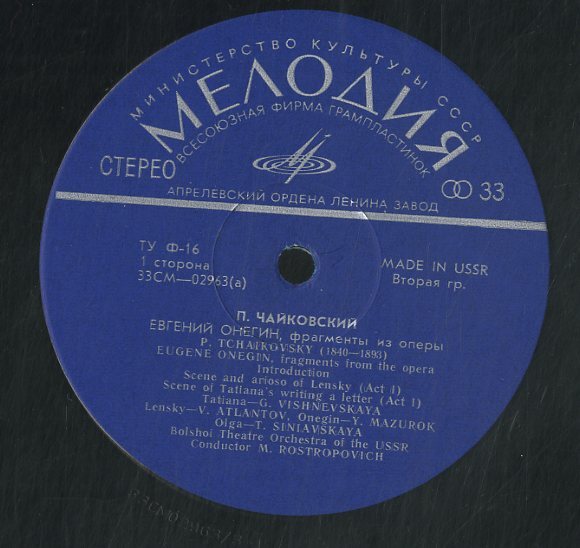 МИНИСТЕРСТВО КУЛЬТУРЫ СССР
МЕЛОДИЯ
ВСЕСОЮЗНАЯ ФИРМА ГРАМПЛАСТИНОК
СТЕРЕО
33
АПРЕЛЕВСКИЙ ОРДЕНА ЛЕНИНА ЗАВОД
ТУ Ф-16
1 сторона
33СМ—02963(а)
MADE IN USSR
Вторая гр.
П. ЧАЙКОВСКИЙ
ЕВГЕНИЙ ОНЕГИН, фрагменты из оперы
P. TCHAIKOVSKY (1840—1893)
EUGENE ONEGIN, fragments from the opera
Introduction
Scene and arioso of Lensky (Act 1)
Scene of Tatiana's writing a letter (Act 1)
Tatiana—G. VISHNEVSKAYA
Lensky—V. ATLANTOV, Onegin—Y. MAZUROK
Olga—T. SINIAVSKAYA
Bolshoi Theatre Orchestra of the USSR
Conductor M. ROSTROPOVICH